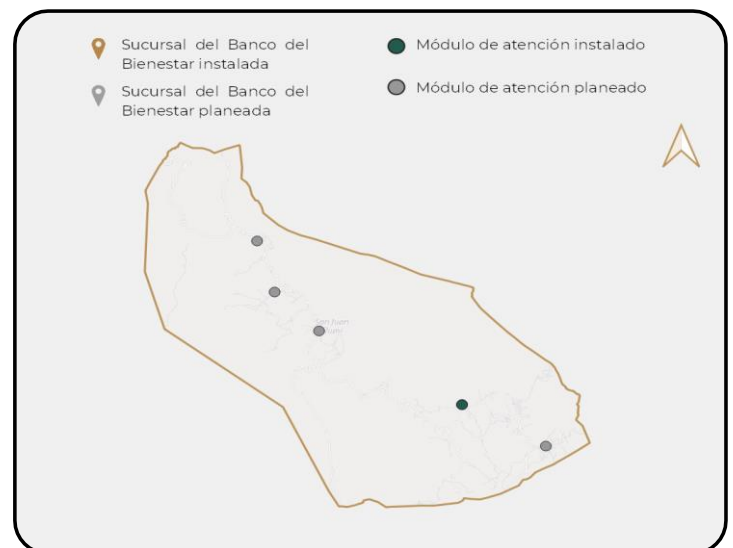 Sucursal del Banco del
Bienestar instalada
Sucursal del Banco del
Bienestar planeada
Módulo de atención instalado
Módulo de atención planeado
San Juan